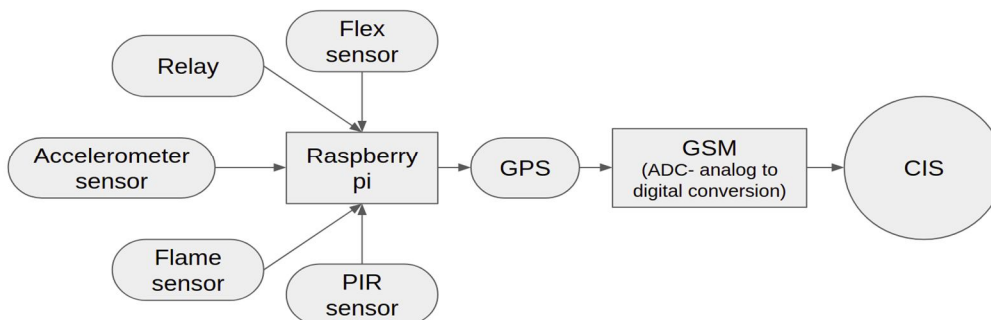 Flex
sensor
Relay
Accelerometer
sensor
Raspberry
pi
GPS
GSM
(ADC- analog to
digital conversion)
CIS
Flame
sensor
PIR
sensor